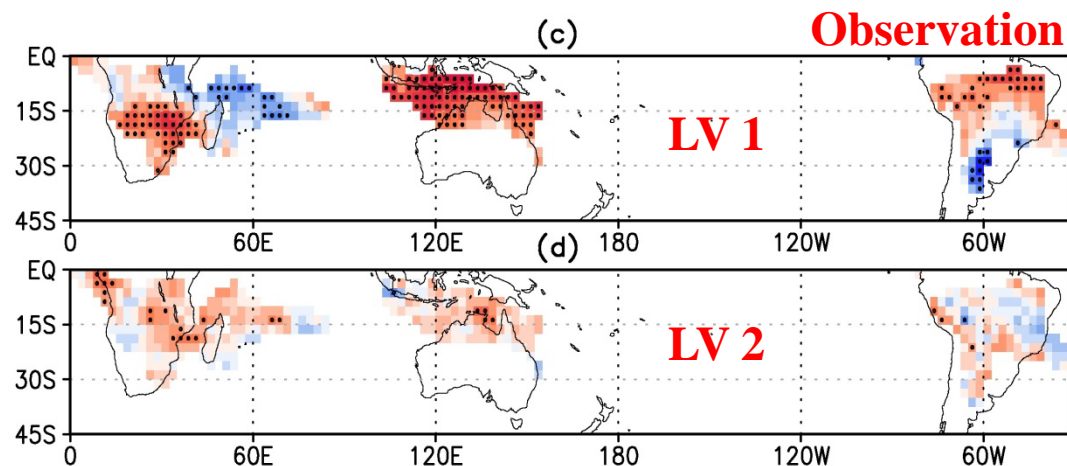 Observation
(c)
EQ
15S
30S
45S
LV 1
0 60E 120E 180 120W 60W
(d)
EQ
15S
30S
45S
LV 2
0 60E 120E 180 120W 60W